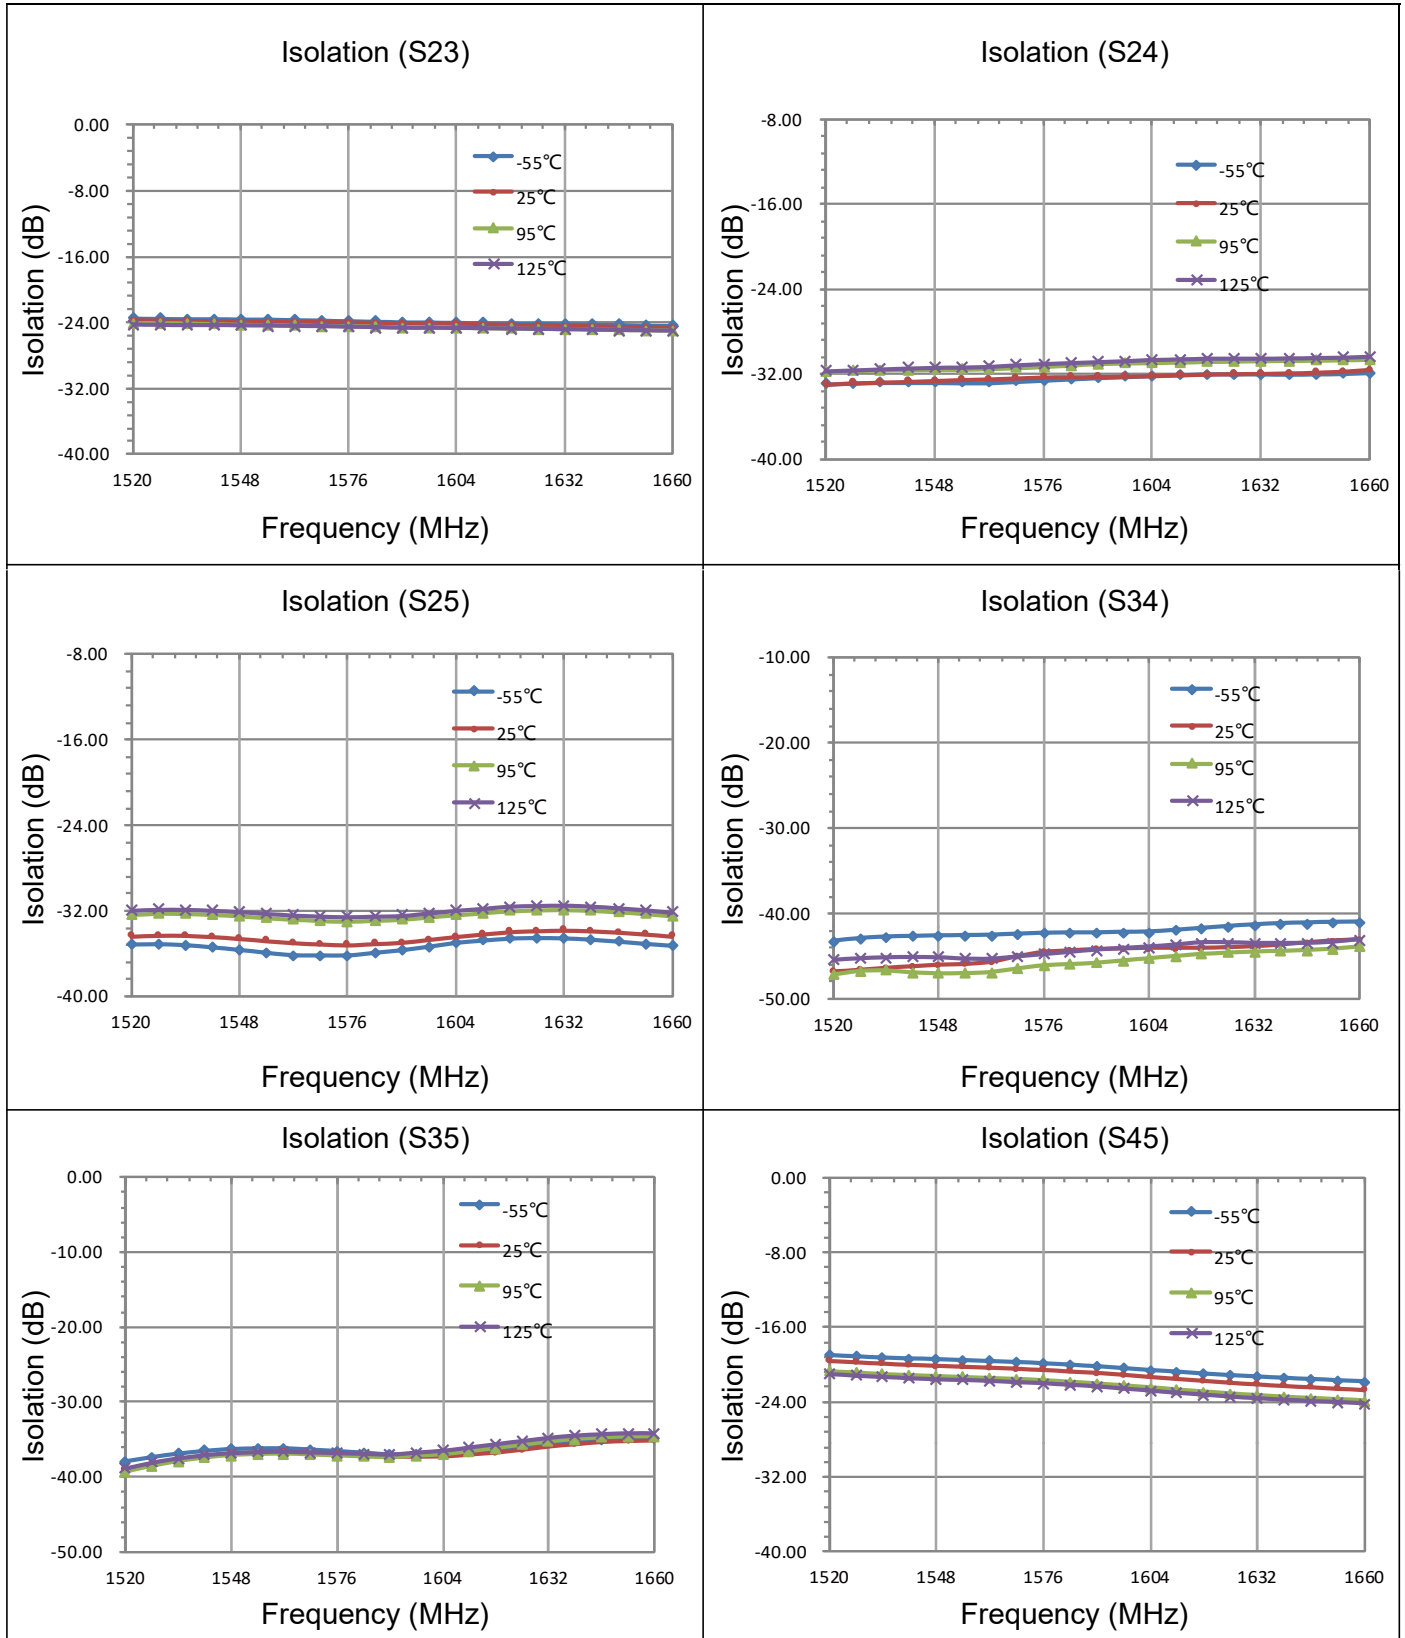 Isolation (S23)
Isolation (dB)
0.00
-8.00
-16.00
-24.00
-32.00
-40.00
-55℃
25℃
95℃
125℃
1520 1548 1576 1604 1632 1660
Frequency (MHz)
Isolation (S24)
Isolation (dB)
-8.00
-16.00
-24.00
-32.00
-40.00
-55℃
25℃
95℃
125℃
1520 1548 1576 1604 1632 1660
Frequency (MHz)
Isolation (S25)
Isolation (dB)
-8.00
-16.00
-24.00
-32.00
-40.00
-55℃
25℃
95℃
125℃
1520 1548 1576 1604 1632 1660
Frequency (MHz)
Isolation (S34)
Isolation (dB)
-10.00
-20.00
-30.00
-40.00
-50.00
-55℃
25℃
95℃
125℃
1520 1548 1576 1604 1632 1660
Frequency (MHz)
Isolation (S35)
Isolation (dB)
0.00
-10.00
-20.00
-30.00
-40.00
-50.00
-55℃
25℃
95℃
125℃
1520 1548 1576 1604 1632 1660
Frequency (MHz)
Isolation (S45)
Isolation (dB)
0.00
-8.00
-16.00
-24.00
-32.00
-40.00
-55℃
25℃
95℃
125℃
1520 1548 1576 1604 1632 1660
Frequency (MHz)